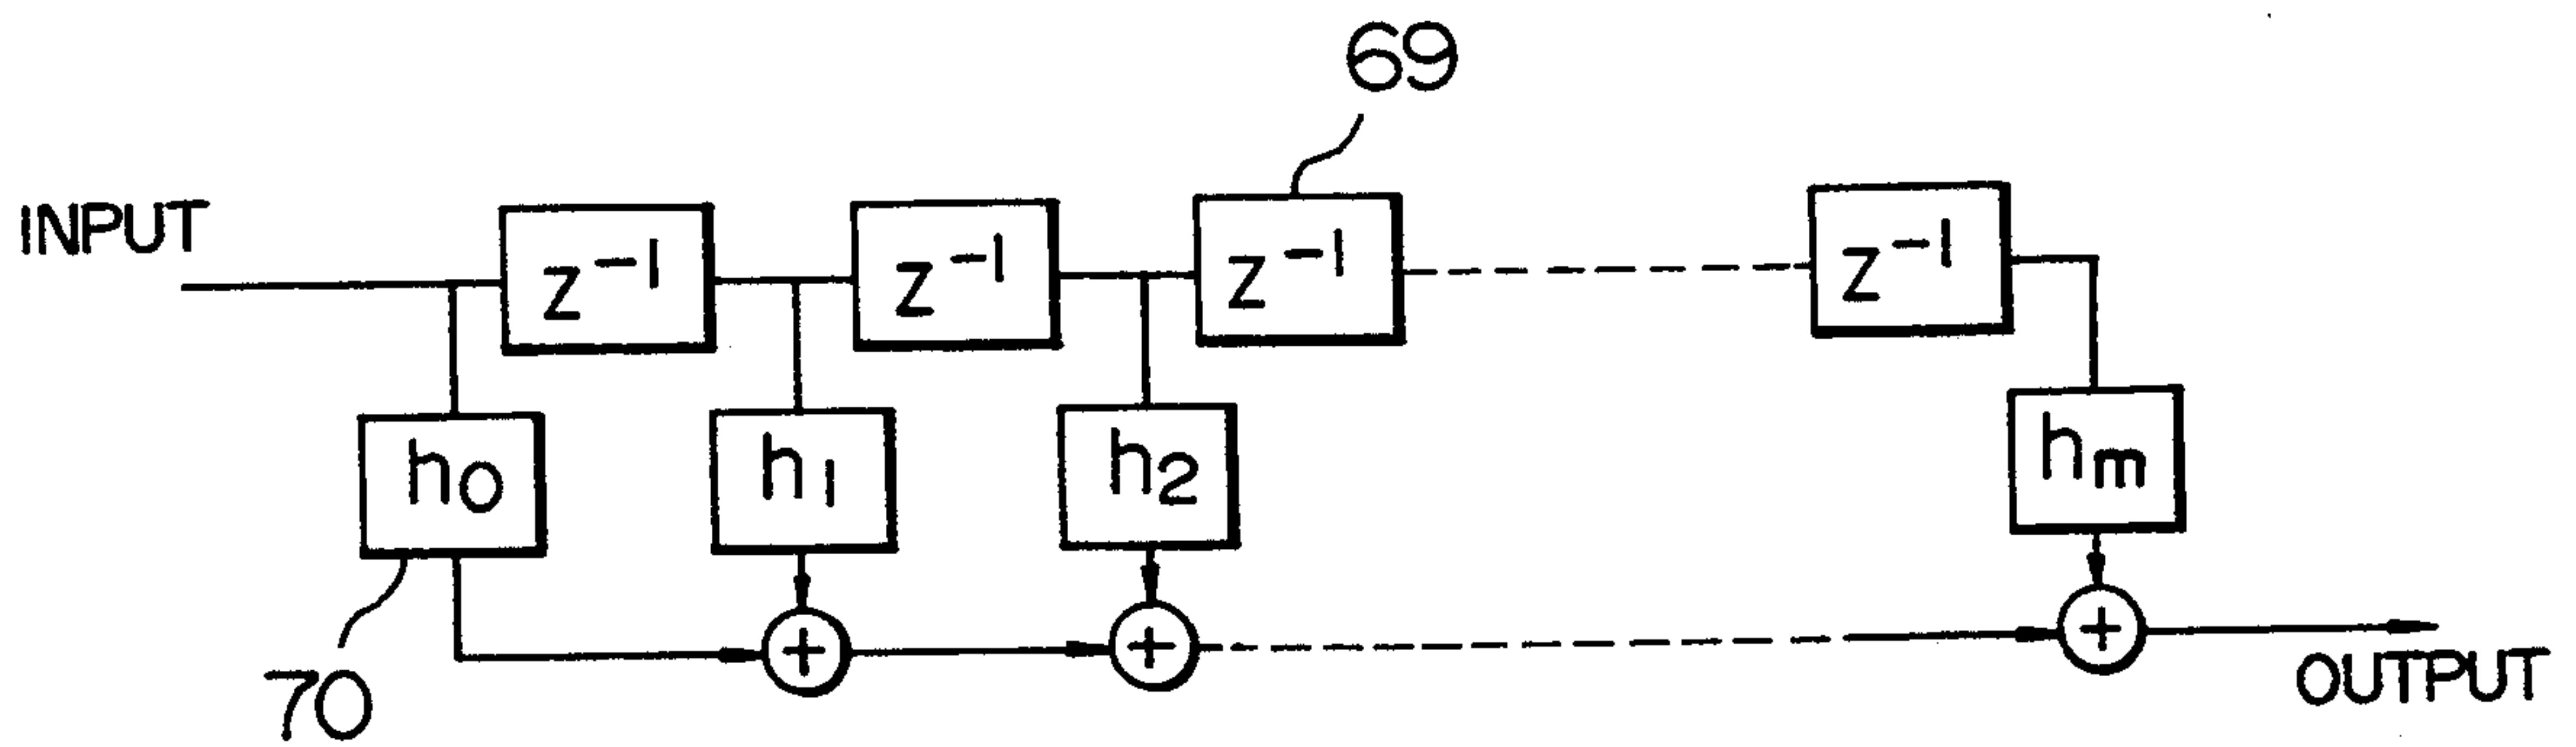 69
INPUT
z⁻¹ z⁻¹ z⁻¹ z⁻¹
h₀ h₁ h₂ hₘ
+ + +
70
OUTPUT